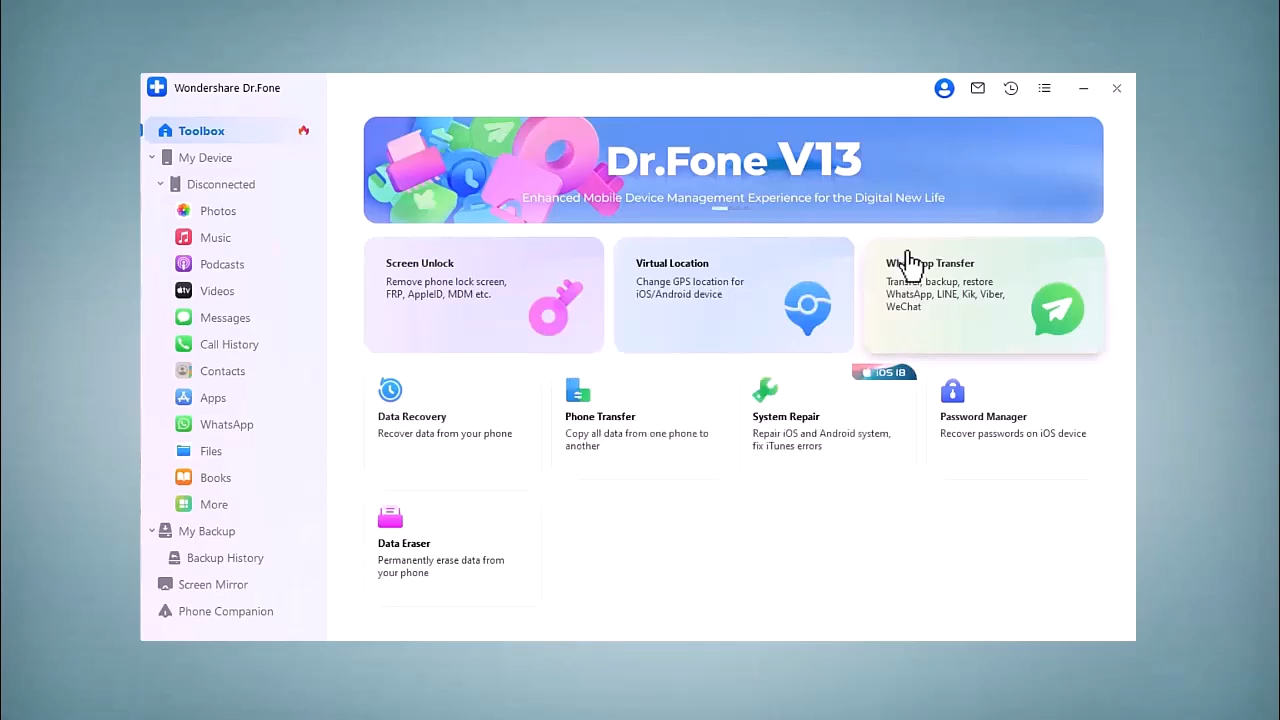 Wondershare Dr.Fone
Toolbox
My Device
Disconnected
Photos
Music
Podcasts
tv
Videos
Messages
Call History
Contacts
Apps
WhatsApp
Files
Books
More
My Backup
Backup History
Screen Mirror
Phone Companion
Dr.Fone V13
Enhanced Mobile Device Management Experience for the Digital New Life
Screen Unlock
Remove phone lock screen,
FRP, AppleID, MDM etc.
Virtual Location
Change GPS location for
iOS/Android device
WhatsApp Transfer
Transfer, backup, restore
WhatsApp, LINE, Kik, Viber,
WeChat
Data Recovery
Recover data from your phone
Phone Transfer
Copy all data from one phone to
another
iOS 18
System Repair
Repair iOS and Android system,
fix iTunes errors
Password Manager
Recover passwords on iOS device
Data Eraser
Permanently erase data from
your phone